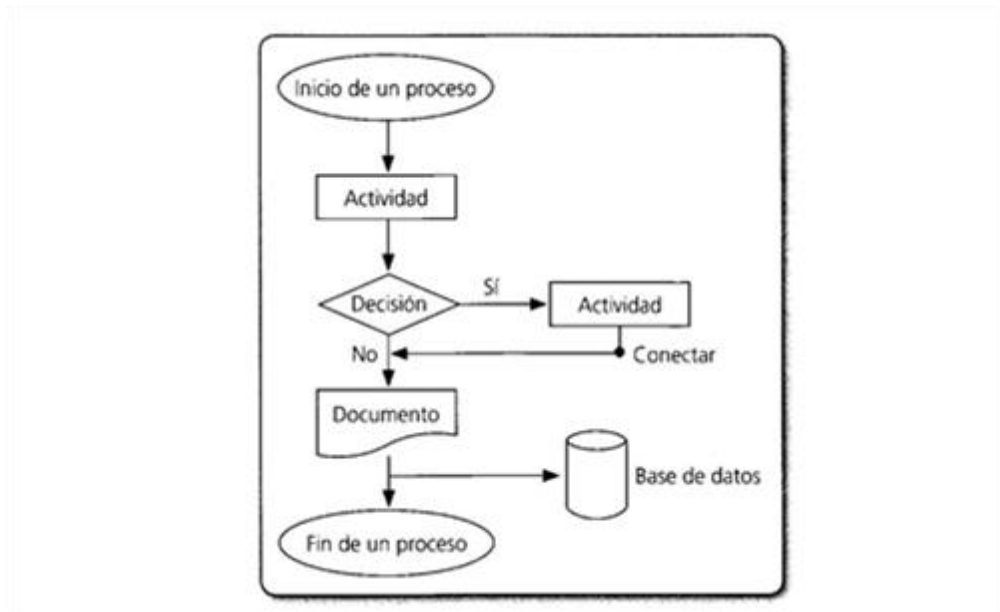 Inicio de un proceso
Actividad
Decisión
Sí
Actividad
No
Conectar
Documento
Base de datos
Fin de un proceso